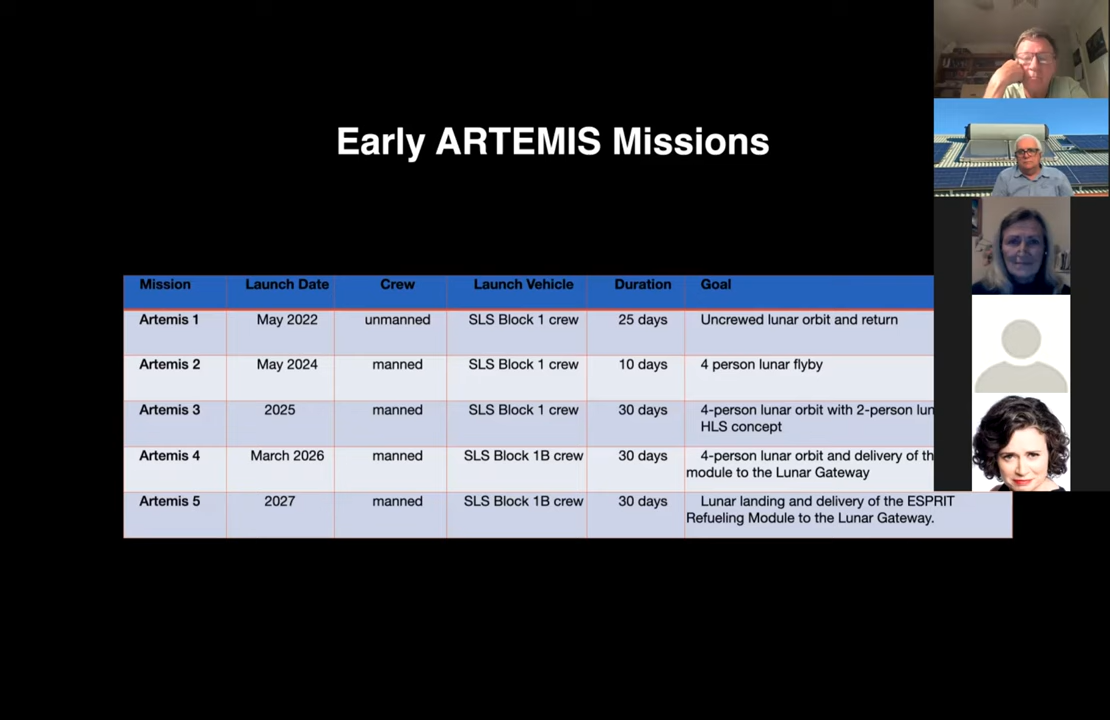 Early ARTEMIS Missions
Mission Launch Date Crew Launch Vehicle Duration Goal
Artemis 1 May 2022 unmanned SLS Block 1 crew 25 days Uncrewed lunar orbit and return
Artemis 2 May 2024 manned SLS Block 1 crew 10 days 4 person lunar flyby
Artemis 3 2025 manned SLS Block 1 crew 30 days 4-person lunar orbit with 2-person
HLS concept
Artemis 4 March 2026 manned SLS Block 1B crew 30 days 4-person lunar orbit and delivery of
module to the Lunar Gateway
Artemis 5 2027 manned SLS Block 1B crew 30 days Lunar landing and delivery of the ESPRIT
Refueling Module to the Lunar Gateway.